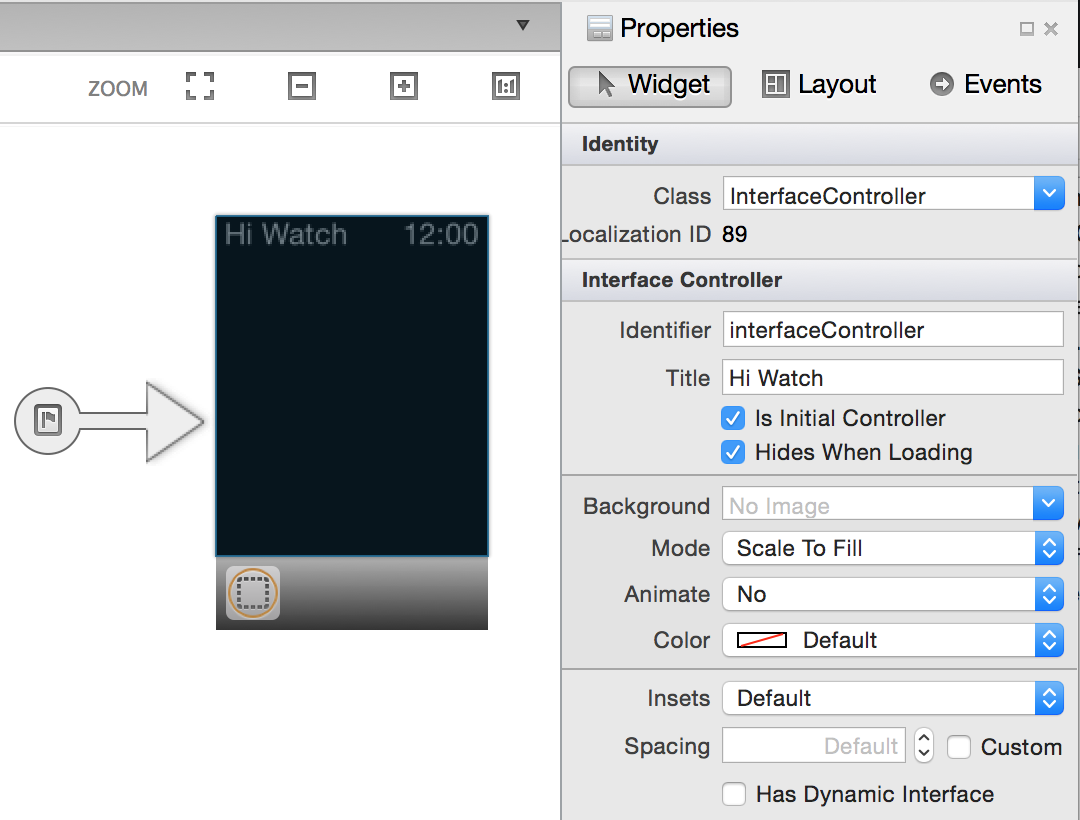 Properties
ZOOM
1:1
Widget
Layout
Events
Identity
Class InterfaceController
Localization ID 89
Interface Controller
Identifier interfaceController
Title Hi Watch
Is Initial Controller
Hides When Loading
Background No Image
Mode Scale To Fill
Animate No
Color Default
Insets Default
Spacing Default Custom
Has Dynamic Interface
Hi Watch 12:00